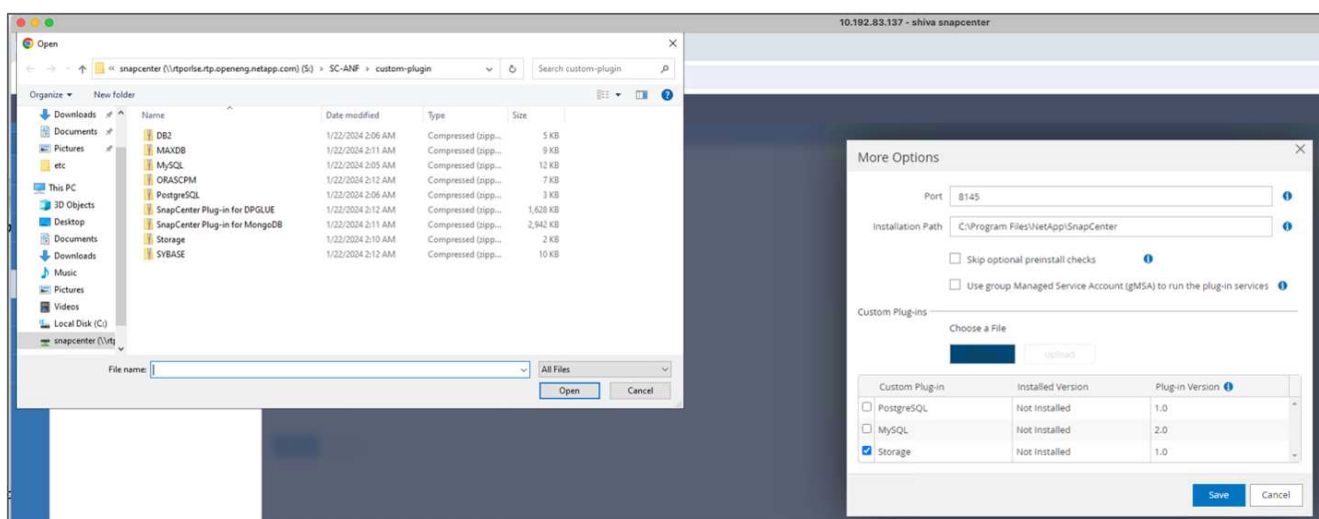 10.192.83.137 - shiva snapcenter
Open
« snapcenter (\\rtporlse.rtp.openeng.netapp.com) (S:) › SC-ANF › custom-plugin
Search custom-plugin
Organize
New folder
Name Date modified Type Size
Downloads
Documents
Pictures
etc
This PC
3D Objects
Desktop
Documents
Downloads
Music
Pictures
Videos
Local Disk (C:)
snapcenter (\\rtp
DB2 1/22/2024 2:06 AM Compressed (zipp... 5 KB
MAXDB 1/22/2024 2:11 AM Compressed (zipp... 9 KB
MySQL 1/22/2024 2:05 AM Compressed (zipp... 12 KB
ORASCPM 1/22/2024 2:12 AM Compressed (zipp... 7 KB
PostgreSQL 1/22/2024 2:06 AM Compressed (zipp... 3 KB
SnapCenter Plug-in for DPGLUE 1/22/2024 2:12 AM Compressed (zipp... 1,628 KB
SnapCenter Plug-in for MongoDB 1/22/2024 2:11 AM Compressed (zipp... 2,942 KB
Storage 1/22/2024 2:10 AM Compressed (zipp... 2 KB
SYBASE 1/22/2024 2:12 AM Compressed (zipp... 10 KB
File name:
All Files
Open Cancel
More Options
Port 8145
Installation Path C:\Program Files\NetApp\SnapCenter
Skip optional preinstall checks
Use group Managed Service Account (gMSA) to run the plug-in services
Custom Plug-ins
Choose a File
Upload
Custom Plug-in Installed Version Plug-in Version
PostgreSQL Not Installed 1.0
MySQL Not Installed 2.0
Storage Not Installed 1.0
Save Cancel